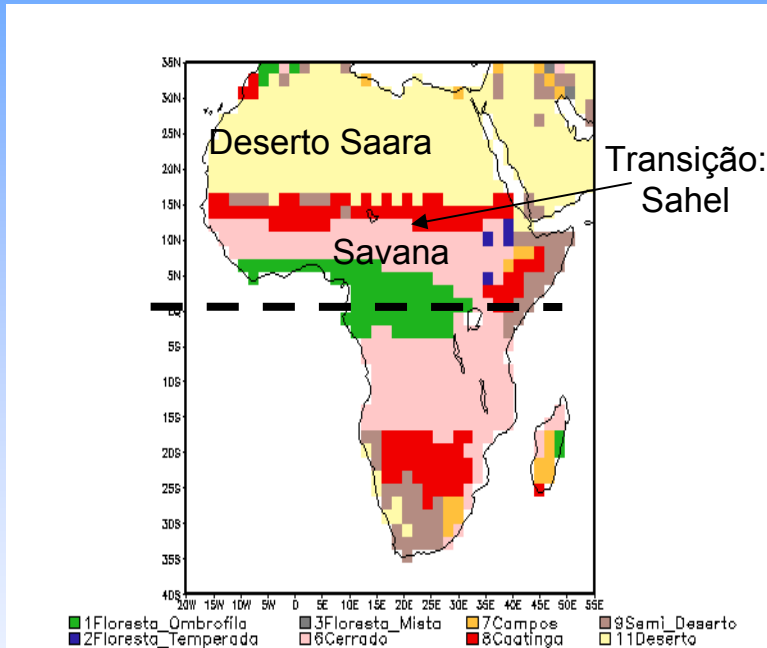 35N
30N
25N
20N
15N
10N
5N
5S
10S
15S
20S
25S
30S
35S
40S
Deserto Saara
Transição:
Sahel
Savana
20W 15W 10W 5W 0 5E 10E 15E 20E 25E 30E 35E 40E 45E 50E 55E
1Floresta_Ombrofila 3Floresta_Mista 7Campos 9Semi_Deserto
2Floresta_Temperada 6Cerrado 8Caatinga 11Deserto